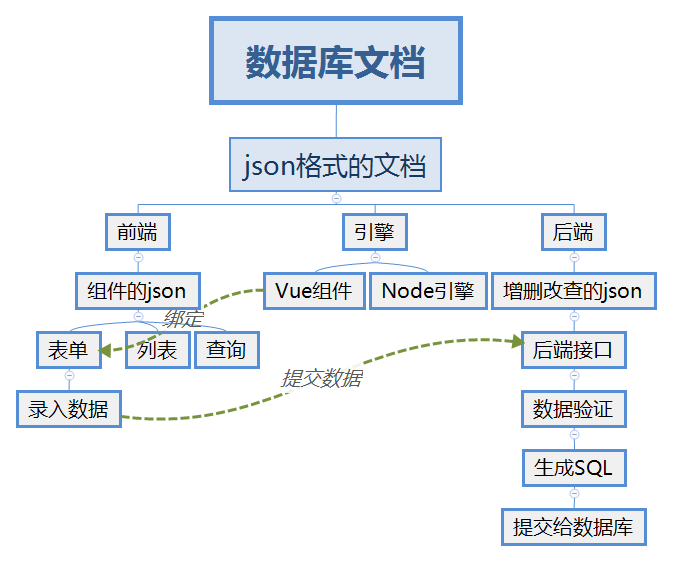 数据库文档
json格式的文档
前端
引擎
后端
组件的json
Vue组件
Node引擎
增删改查的json
绑定
表单
列表
查询
后端接口
提交数据
录入数据
数据验证
生成SQL
提交给数据库